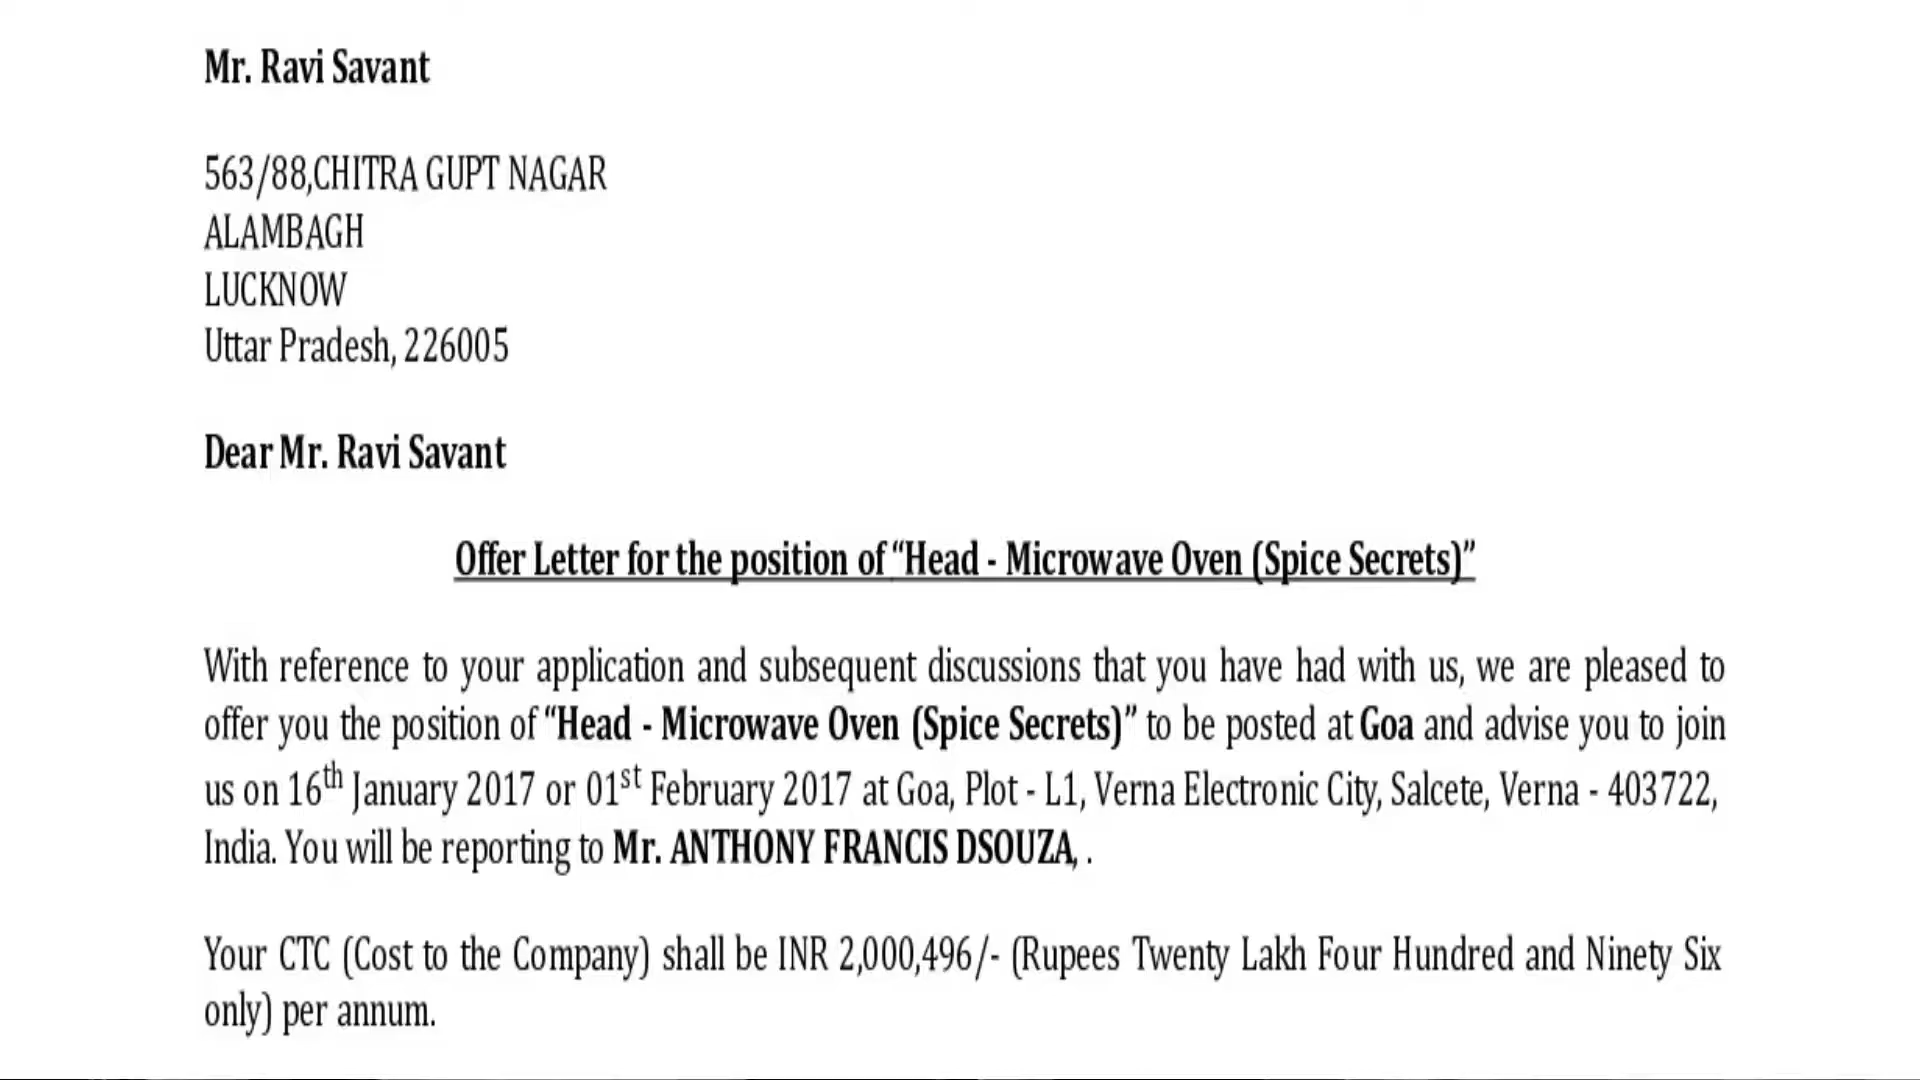 Mr. Ravi Savant
563/88,CHITRA GUPT NAGAR
ALAMBAGH
LUCKNOW
Uttar Pradesh, 226005
Dear Mr. Ravi Savant
Offer Letter for the position of “Head - Microwave Oven (Spice Secrets)”
With reference to your application and subsequent discussions that you have had with us, we are pleased to
offer you the position of “Head - Microwave Oven (Spice Secrets)” to be posted at Goa and advise you to join
us on 16th January 2017 or 01st February 2017 at Goa, Plot - L1, Verna Electronic City, Salcete, Verna - 403722,
India. You will be reporting to Mr. ANTHONY FRANCIS DSOUZA, .
Your CTC (Cost to the Company) shall be INR 2,000,496/- (Rupees Twenty Lakh Four Hundred and Ninety Six
only) per annum.